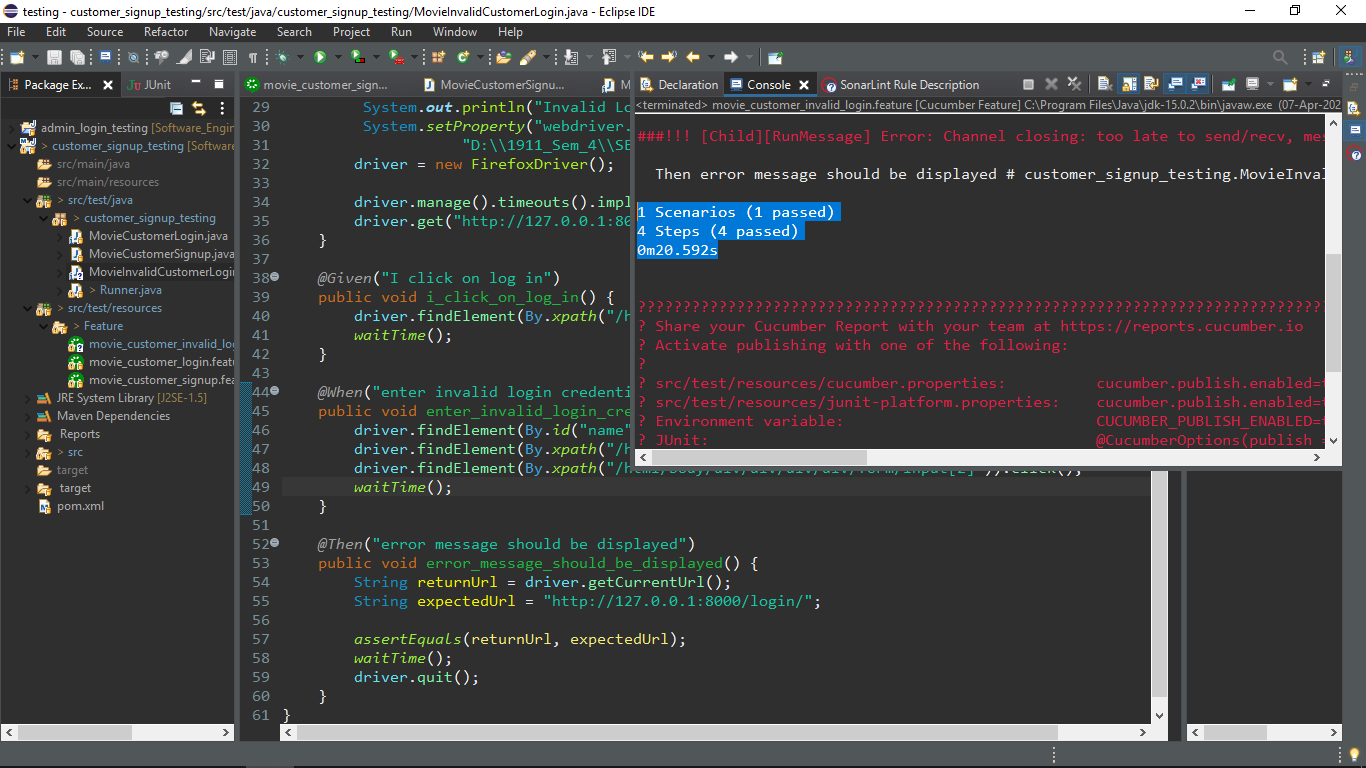 testing - customer_signup_testing/src/test/java/customer_signup_testing/MovieInvalidCustomerLogin.java - Eclipse IDE
File Edit Source Refactor Navigate Search Project Run Window Help
Package Ex... JUnit
admin_login_testing [Software_Engin
> customer_signup_testing [Softwar
src/main/java
src/main/resources
> src/test/java
> customer_signup_testing
MovieCustomerLogin.java
MovieCustomerSignup.java
MovieInvalidCustomerLogi
> Runner.java
> src/test/resources
> Feature
movie_customer_invalid_lo
movie_customer_login.featu
movie_customer_signup.fea
JRE System Library [J2SE-1.5]
Maven Dependencies
Reports
> src
target
target
pom.xml
movie_customer_sign... MovieCustomerSignu... M
29 System.out.println("Invalid Lo
30 System.setProperty("webdriver.
31 "D:\\1911_Sem_4\\SE
32 driver = new FirefoxDriver();
33
34 driver.manage().timeouts().impl
35 driver.get("http://127.0.0.1:80
36 }
37
38 @Given("I click on log in")
39 public void i_click_on_log_in() {
40 driver.findElement(By.xpath("/h
41 waitTime();
42 }
43
44 @When("enter invalid login credenti
45 public void enter_invalid_login_cre
46 driver.findElement(By.id("name"
47 driver.findElement(By.xpath("/h
48 driver.findElement(By.xpath("/html/body/div/div/div/div/form/input[2]")).click();
49 waitTime();
50 }
51
52 @Then("error message should be displayed")
53 public void error_message_should_be_displayed() {
54 String returnUrl = driver.getCurrentUrl();
55 String expectedUrl = "http://127.0.0.1:8000/login/";
56
57 assertEquals(returnUrl, expectedUrl);
58 waitTime();
59 driver.quit();
60 }
61 }
Declaration Console SonarLint Rule Description
<terminated> movie_customer_invalid_login.feature [Cucumber Feature] C:\Program Files\Java\jdk-15.0.2\bin\javaw.exe (07-Apr-202
###!!! [Child][RunMessage] Error: Channel closing: too late to send/recv, mes
Then error message should be displayed # customer_signup_testing.MovieInval
1 Scenarios (1 passed)
4 Steps (4 passed)
0m20.592s
? Share your Cucumber Report with your team at https://reports.cucumber.io
? Activate publishing with one of the following:
?
? src/test/resources/cucumber.properties: cucumber.publish.enabled=t
? src/test/resources/junit-platform.properties: cucumber.publish.enabled=t
? Environment variable: CUCUMBER_PUBLISH_ENABLED=t
? JUnit: @CucumberOptions(publish =